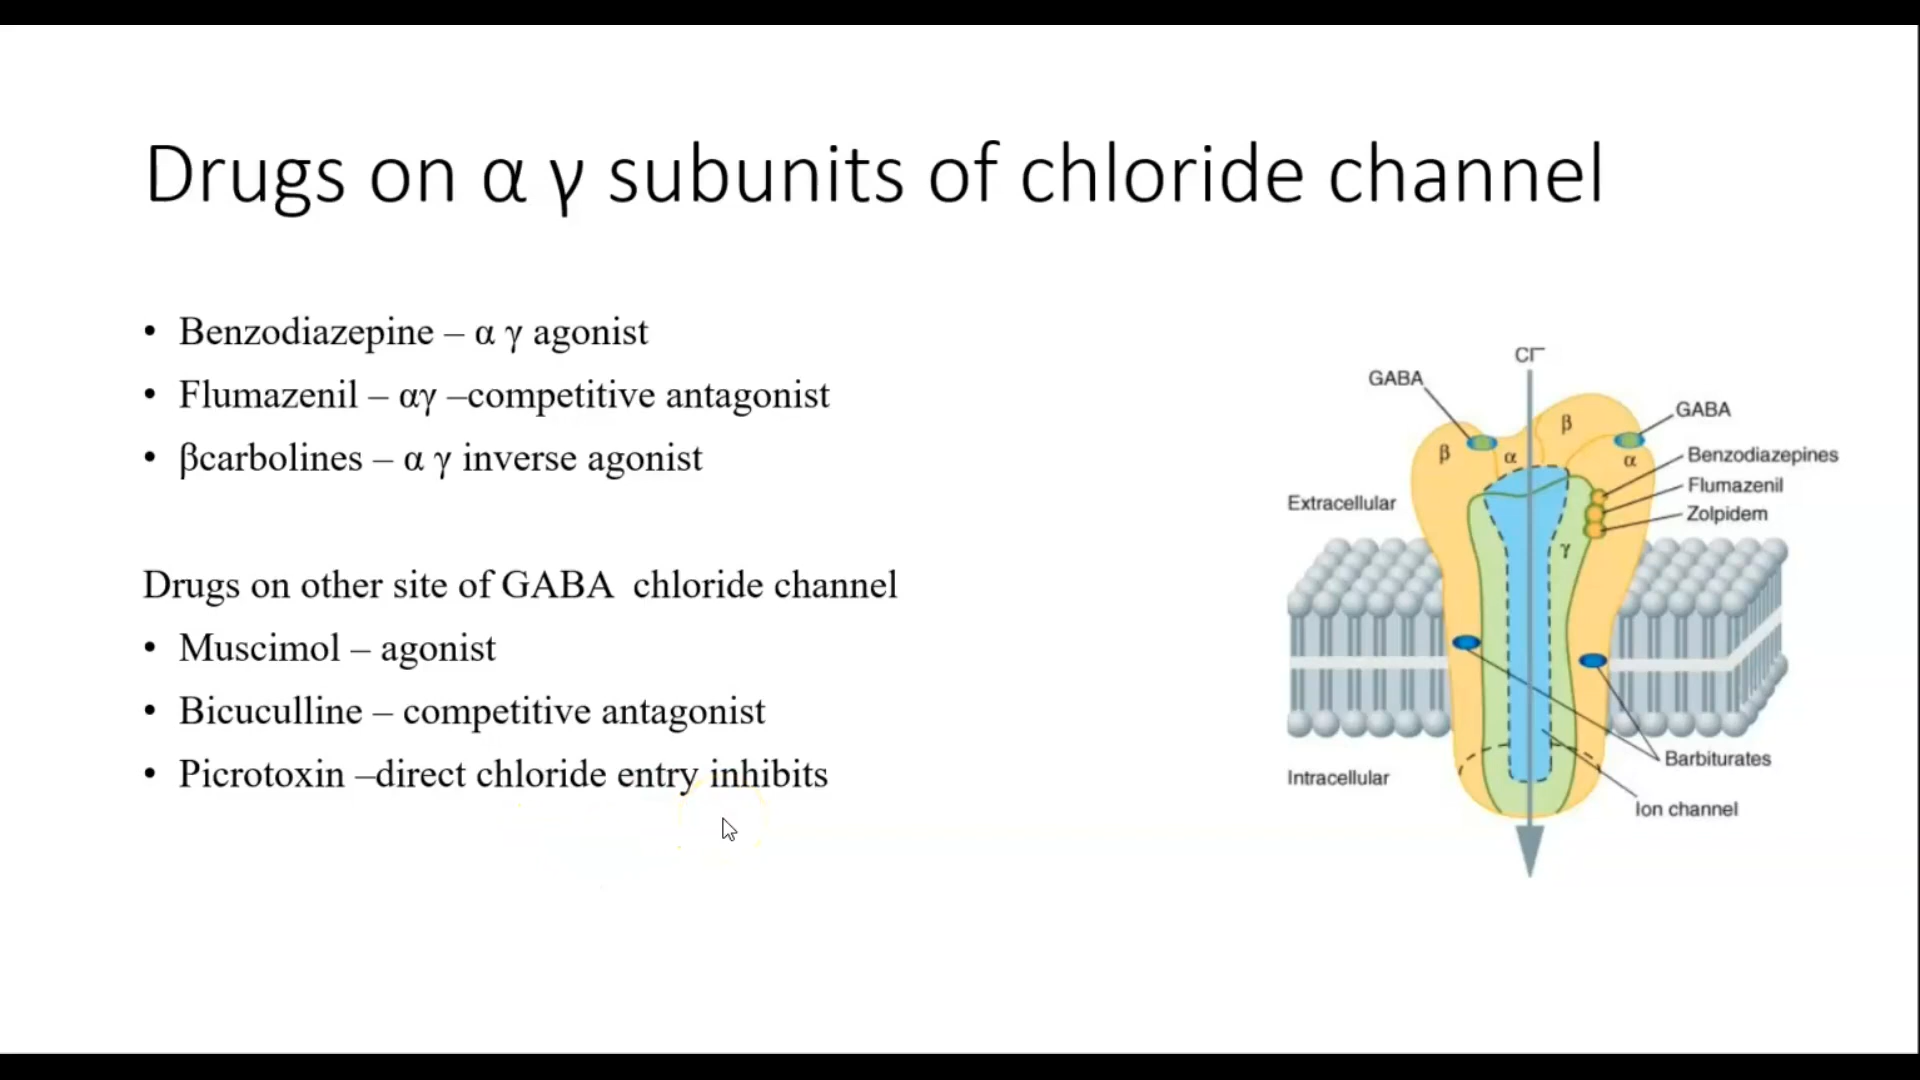 Drugs on α γ subunits of chloride channel
• Benzodiazepine – α γ agonist
• Flumazenil – αγ –competitive antagonist
• βcarbolines – α γ inverse agonist
Drugs on other site of GABA  chloride channel
• Muscimol – agonist
• Bicuculline – competitive antagonist
• Picrotoxin –direct chloride entry inhibits
Cl⁻
GABA
GABA
β
β
α
α
Benzodiazepines
Flumazenil
Zolpidem
Extracellular
γ
Barbiturates
Intracellular
Ion channel